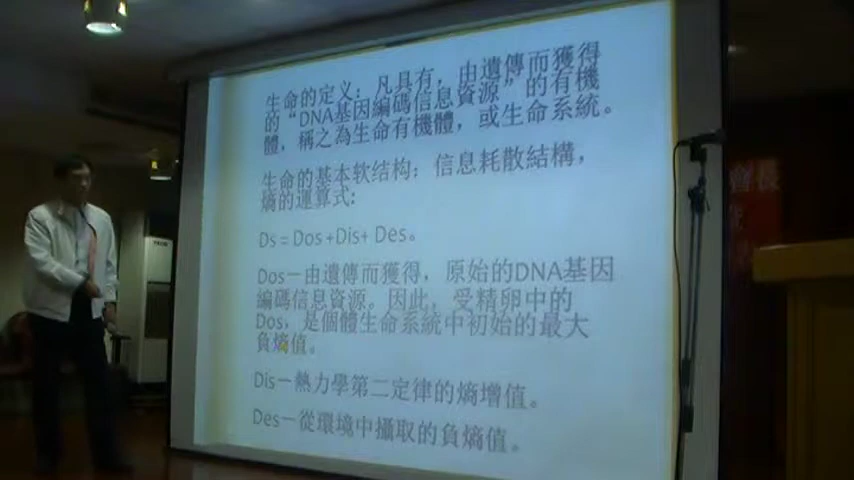 生命的定义：凡具有，由遺傳而獲得
的“DNA基因編碼信息資源”的有機
體，稱之為生命有機體，或生命系統。
生命的基本软结构：信息耗散結構，
熵的運算式:
Ds = Dos +Dis+ Des。
Dos－由遺傳而獲得，原始的DNA基因
編碼信息資源。因此，受精卵中的
Dos，是個體生命系統中初始的最大
負熵值。
Dis－熱力學第二定律的熵增值。
Des－從環境中攝取的負熵值。